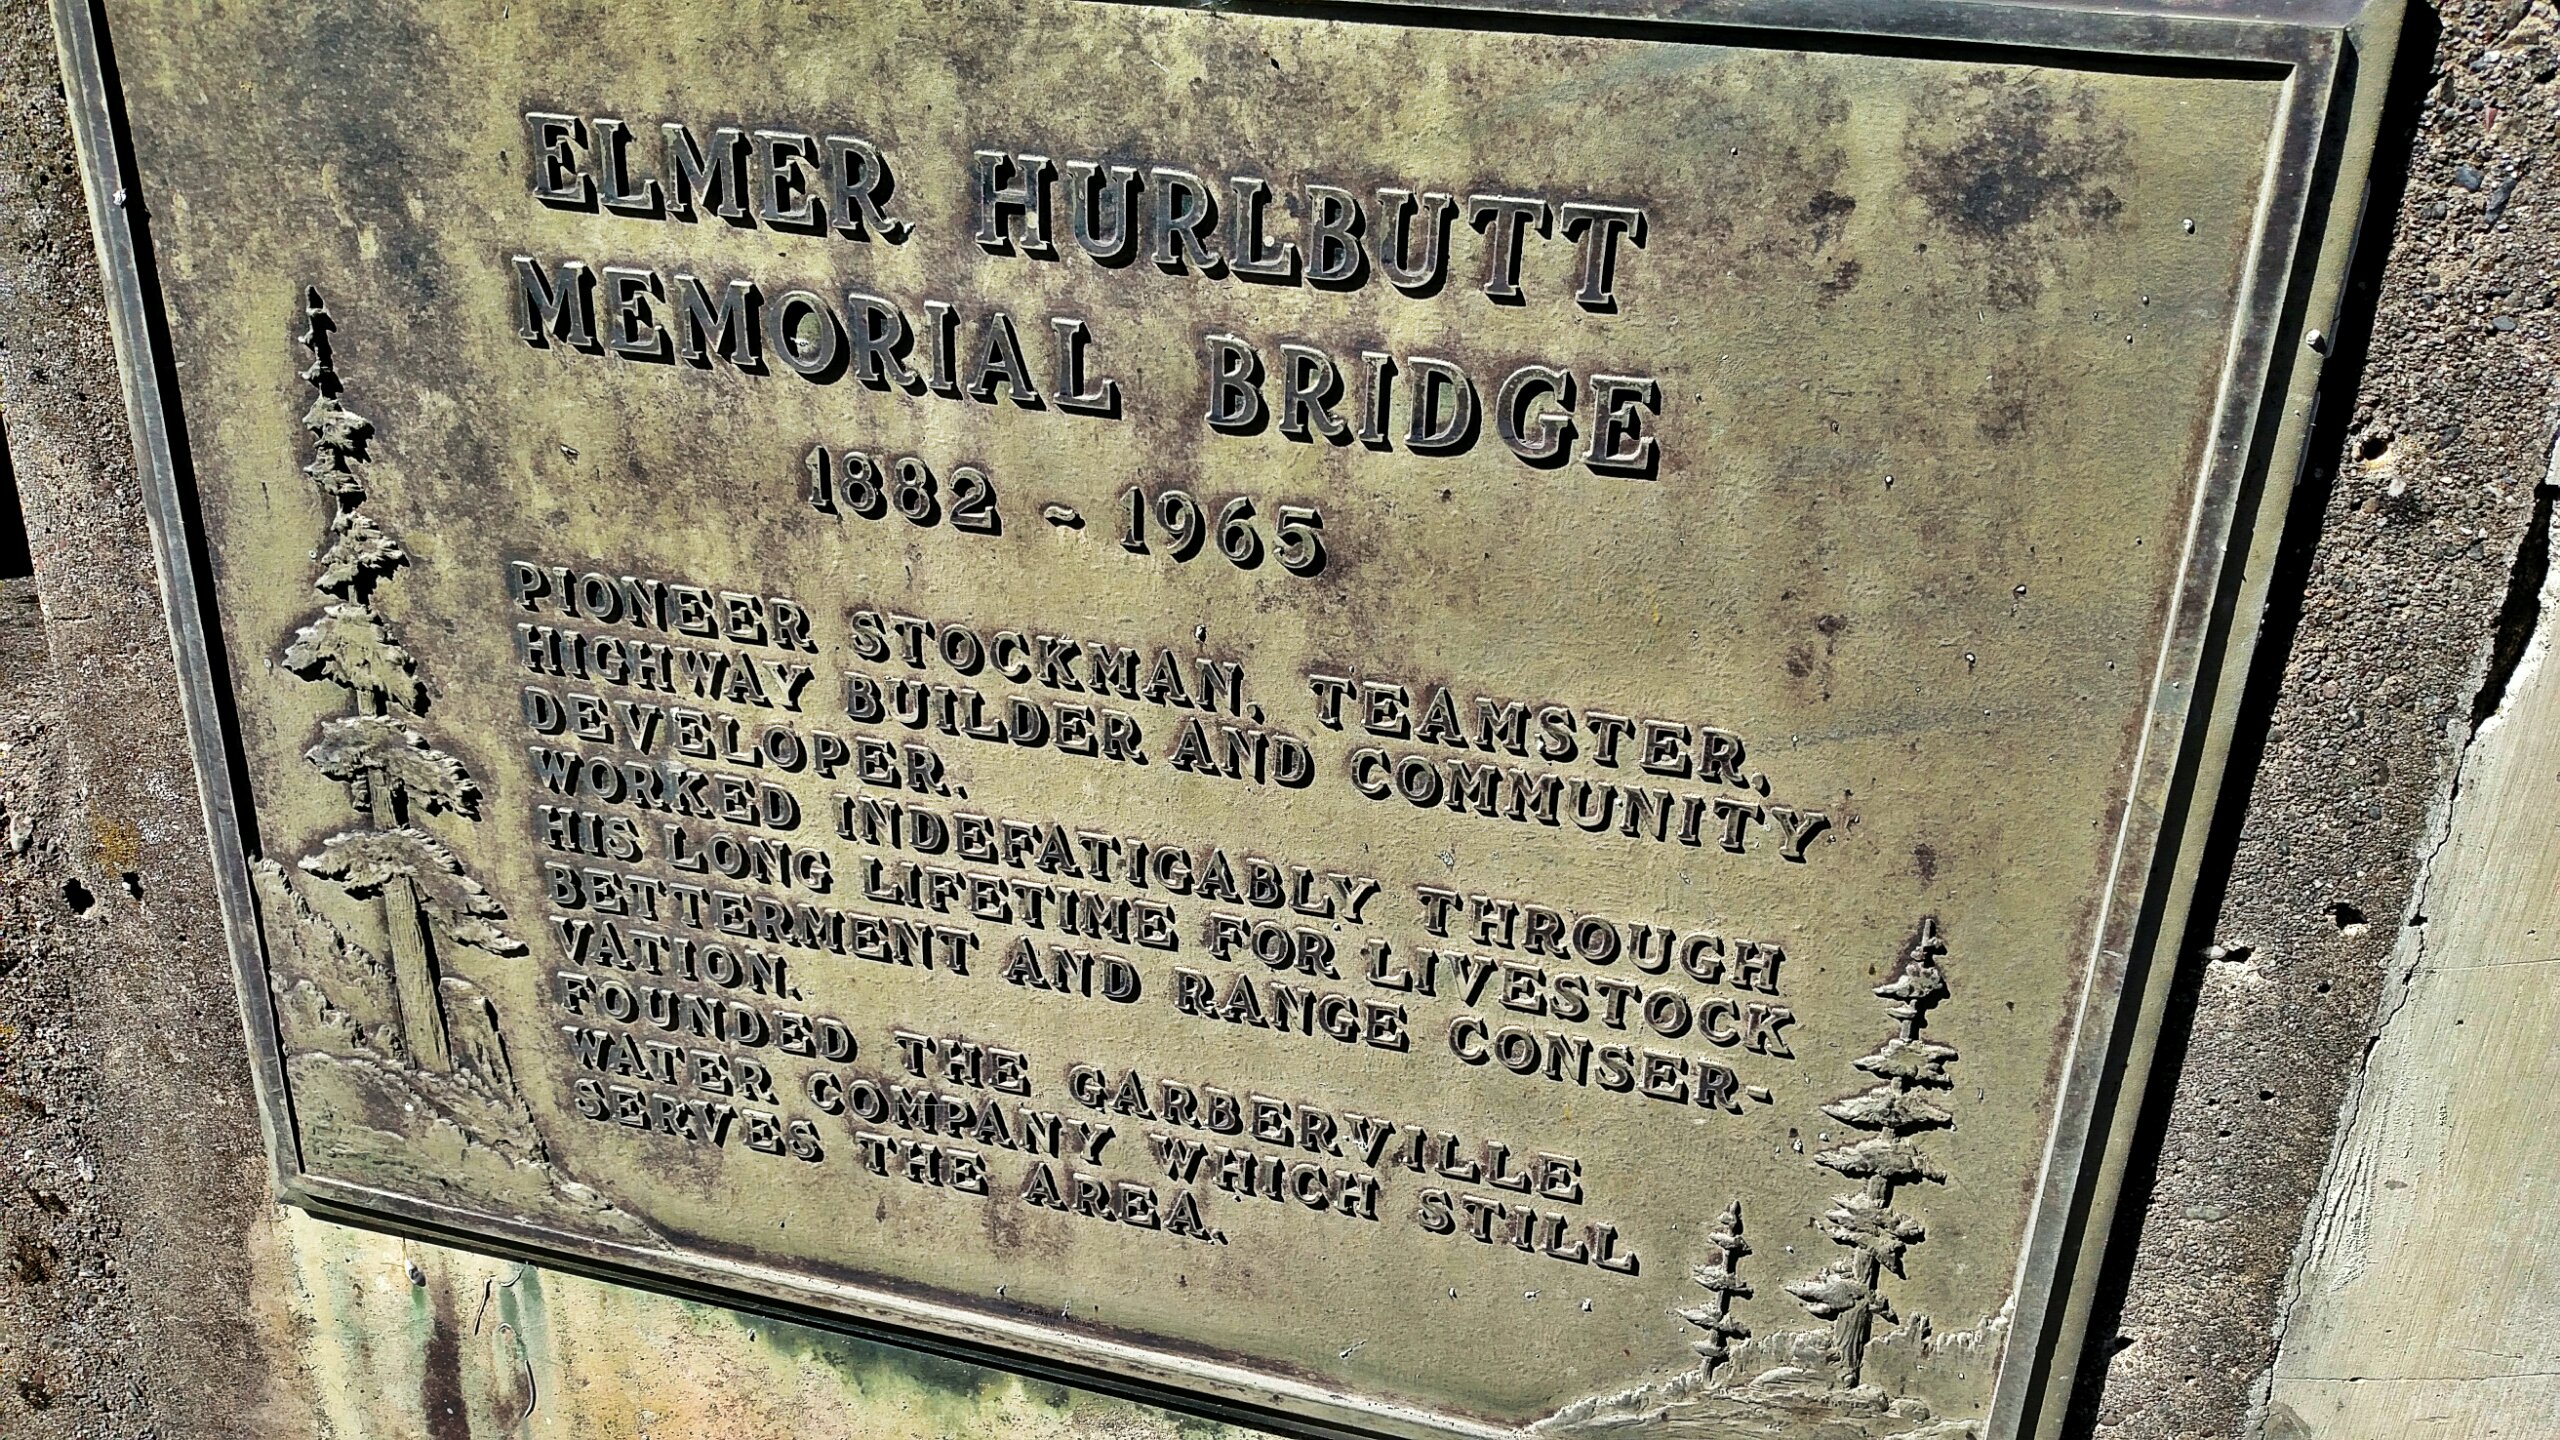 ELMER HURLBUTT
MEMORIAL BRIDGE
1882 ~ 1965
PIONEER STOCKMAN, TEAMSTER,
HIGHWAY BUILDER AND COMMUNITY
DEVELOPER.
WORKED INDEFATIGABLY THROUGH
HIS LONG LIFETIME FOR LIVESTOCK
BETTERMENT AND RANGE CONSER-
VATION.
FOUNDED THE GARBERVILLE
WATER COMPANY WHICH STILL
SERVES THE AREA.